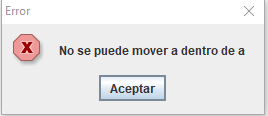 Error
No se puede mover a dentro de a
Aceptar